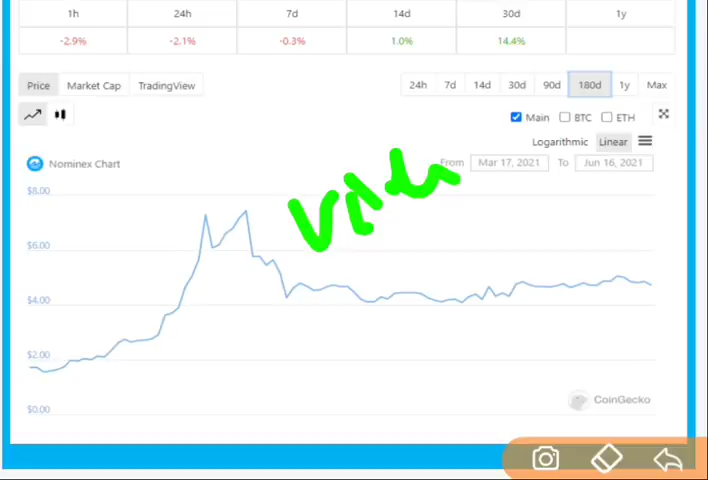 1h 24h 7d 14d 30d 1y
-2.9% -2.1% -0.3% 1.0% 14.4%
Price Market Cap TradingView 24h 7d 14d 30d 90d 180d 1y Max
Main BTC ETH
Logarithmic Linear
Nominex Chart From Mar 17, 2021 To Jun 16, 2021
$8.00
$6.00
$4.00
$2.00
$0.00
CoinGecko